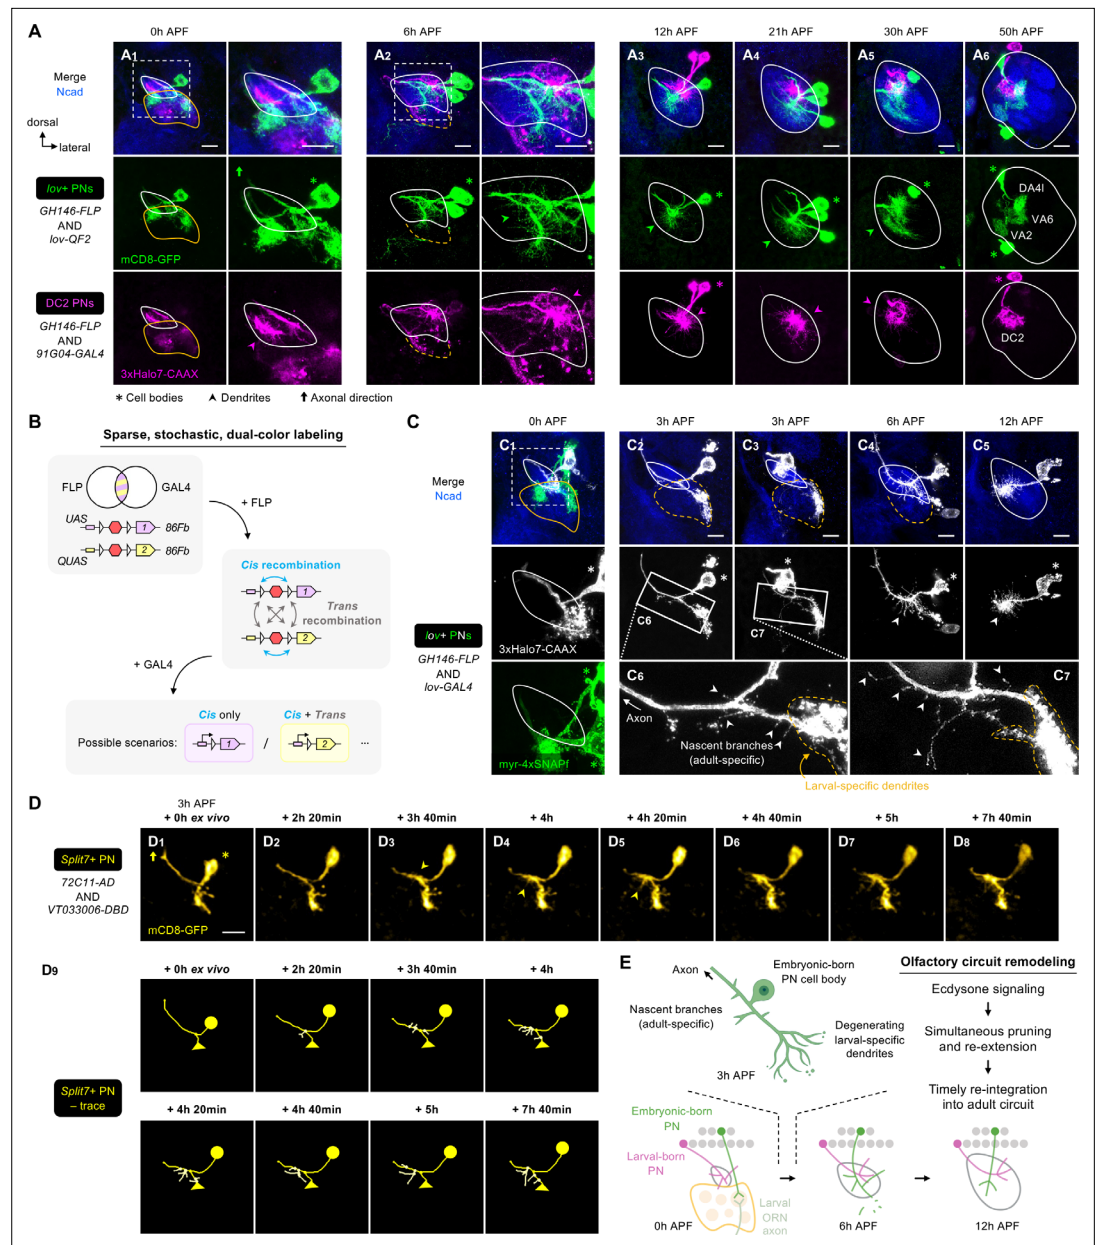 A
0h APF
6h APF
12h APF
21h APF
30h APF
50h APF
A1
A2
A3
A4
A5
A6
Merge
Ncad
dorsal
lateral
lov+ PNs
GH146-FLP
AND
lov-QF2
mCD8-GFP
*
*
*
*
*
*
DA4l
VA6
VA2
*
DC2 PNs
GH146-FLP
AND
91G04-GAL4
3xHalo7-CAAX
*
*
DC2
* Cell bodies
Dendrites
Axonal direction
B
Sparse, stochastic, dual-color labeling
FLP
GAL4
+ FLP
UAS
1
86Fb
QUAS
2
86Fb
Cis recombination
1
Trans
recombination
2
+ GAL4
Possible scenarios:
Cis only
1
/
Cis + Trans
2
...
C
0h APF
3h APF
3h APF
6h APF
12h APF
C1
C2
C3
C4
C5
Merge
Ncad
lov+ PNs
GH146-FLP
AND
lov-GAL4
*
*
*
*
*
*
3xHalo7-CAAX
C6
C7
*
*
myr-4xSNAPf
C6
Axon
Nascent branches
(adult-specific)
C7
Larval-specific dendrites
D
3h APF
+ 0h ex vivo
+ 2h 20min
+ 3h 40min
+ 4h
+ 4h 20min
+ 4h 40min
+ 5h
+ 7h 40min
D1
D2
D3
D4
D5
D6
D7
D8
*
Split7+ PN
72C11-AD
AND
VT033006-DBD
mCD8-GFP
D9
+ 0h ex vivo
+ 2h 20min
+ 3h 40min
+ 4h
Split7+ PN
– trace
+ 4h 20min
+ 4h 40min
+ 5h
+ 7h 40min
E
Axon
Embryonic-born
PN cell body
Nascent branches
(adult-specific)
Degenerating
larval-specific
dendrites
3h APF
Olfactory circuit remodeling
Ecdysone signaling
Simultaneous pruning
and re-extension
Timely re-integration
into adult circuit
Embryonic-born
PN
Larval-born
PN
Larval
ORN
axon
0h APF
6h APF
12h APF